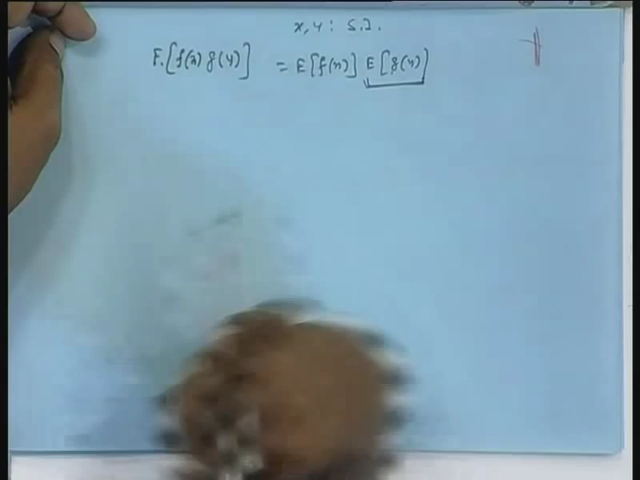 x, y : S.I.
E[f(x) g(y)] = E[f(x)] E[g(y)]